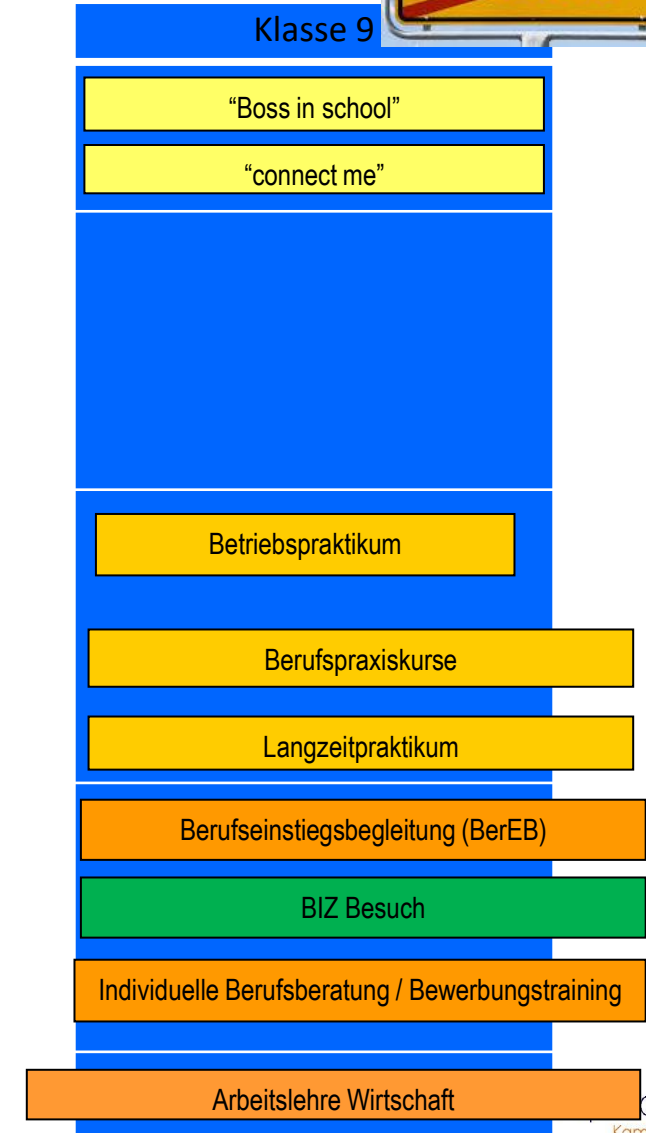 Klasse 9
“Boss in school”
“connect me”
Betriebspraktikum
Berufspraxiskurse
Langzeitpraktikum
Berufseinstiegsbegleitung (BerEB)
BIZ Besuch
Individuelle Berufsberatung / Bewerbungstraining
Arbeitslehre Wirtschaft